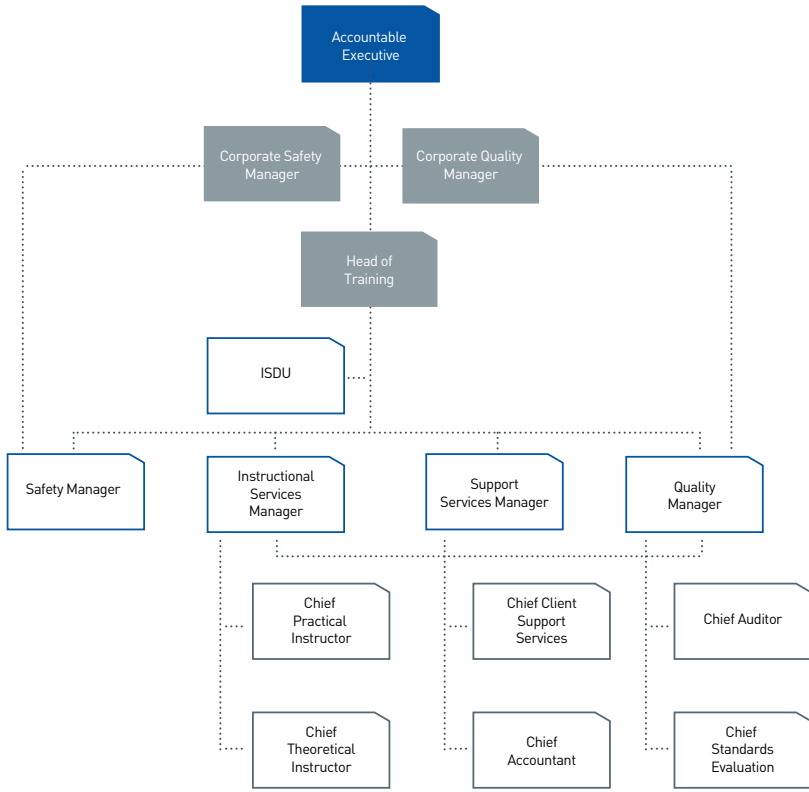 Accountable
Executive
Corporate Safety
Manager
Corporate Quality
Manager
Head of
Training
ISDU
Safety Manager
Instructional
Services
Manager
Support
Services Manager
Quality
Manager
Chief
Practical
Instructor
Chief Client
Support
Services
Chief Auditor
Chief
Theoretical
Instructor
Chief
Accountant
Chief
Standards
Evaluation